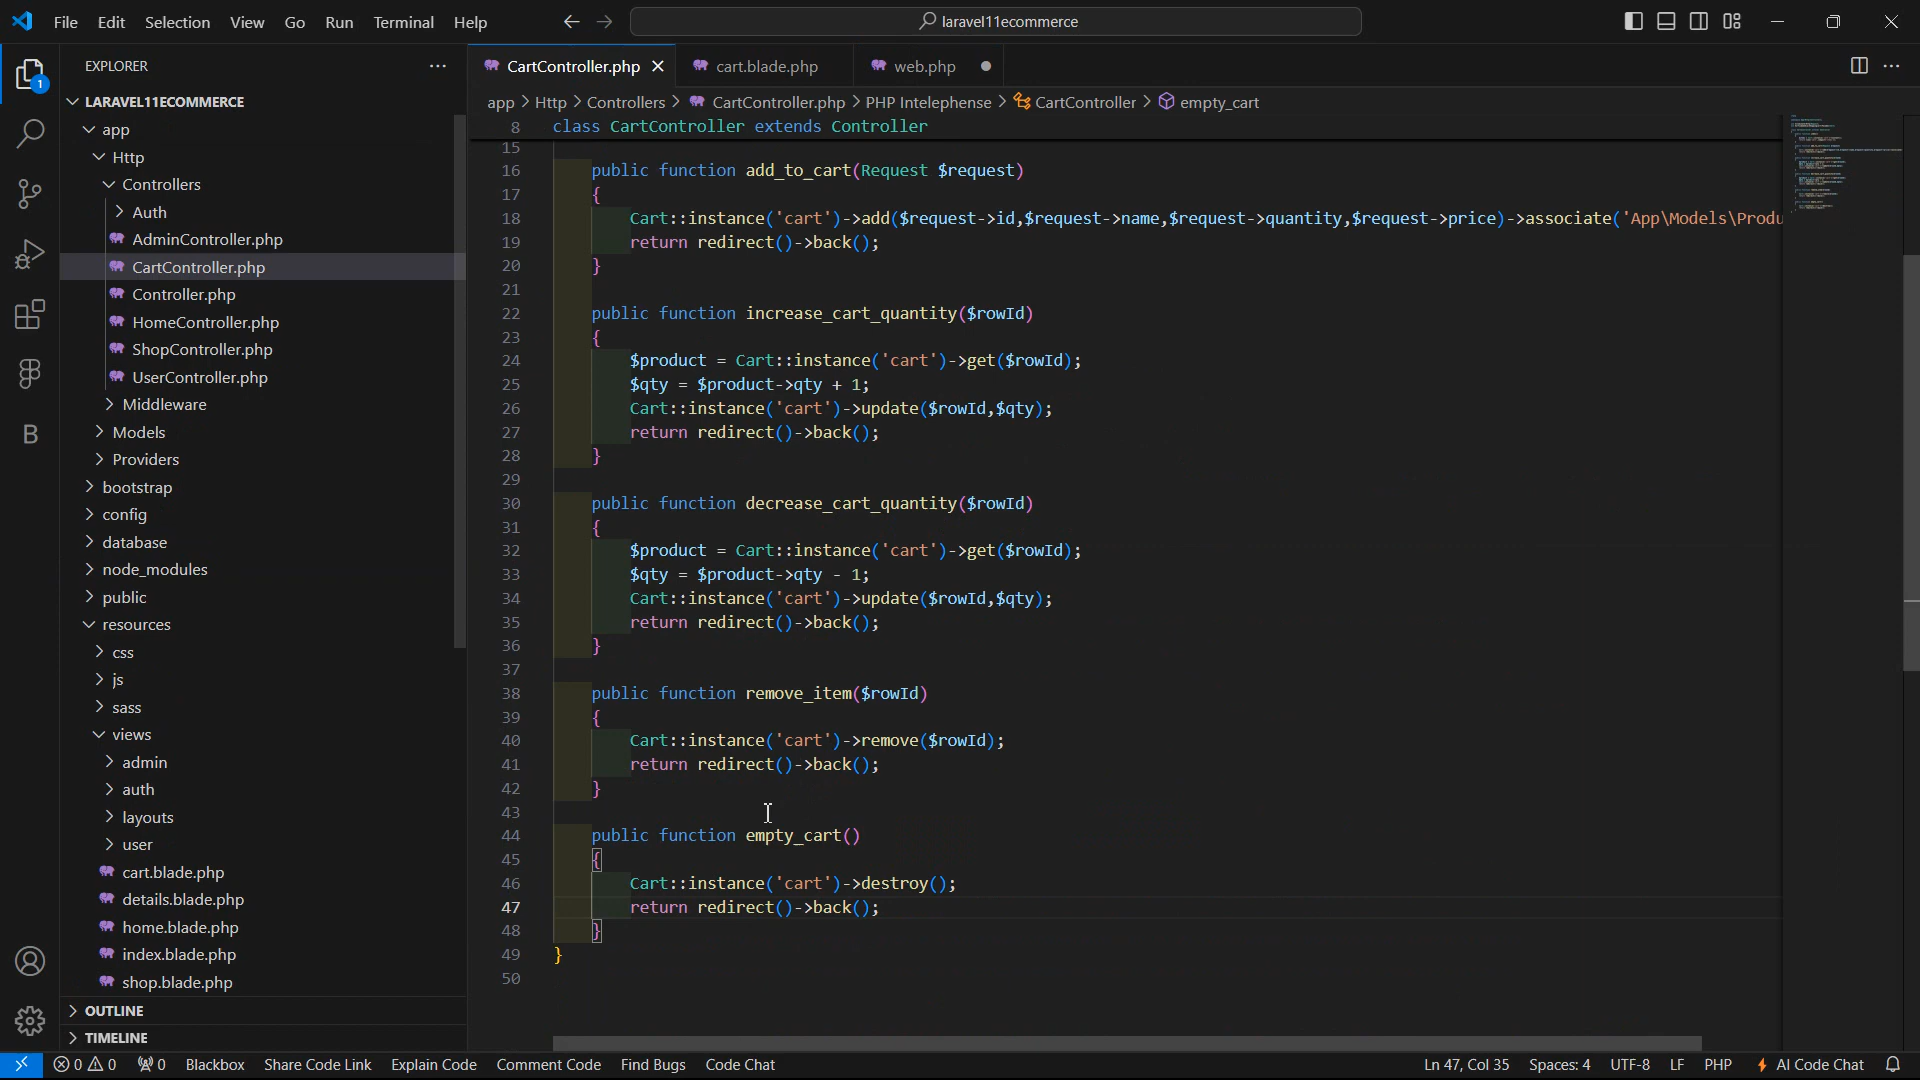 File Edit Selection View Go Run Terminal Help
laravel11ecommerce
EXPLORER
1
LARAVEL11ECOMMERCE
app
Http
Controllers
Auth
AdminController.php
CartController.php
Controller.php
HomeController.php
ShopController.php
UserController.php
Middleware
Models
Providers
bootstrap
config
database
node_modules
public
resources
css
js
sass
views
admin
auth
layouts
user
cart.blade.php
details.blade.php
home.blade.php
index.blade.php
shop.blade.php
OUTLINE
TIMELINE
B
CartController.php cart.blade.php web.php
app > Http > Controllers > CartController.php > PHP Intelephense > CartController > empty_cart
8 class CartController extends Controller
15
16 public function add_to_cart(Request $request)
17 {
18 Cart::instance('cart')->add($request->id,$request->name,$request->quantity,$request->price)->associate('App\Models\Produ
19 return redirect()->back();
20 }
21
22 public function increase_cart_quantity($rowId)
23 {
24 $product = Cart::instance('cart')->get($rowId);
25 $qty = $product->qty + 1;
26 Cart::instance('cart')->update($rowId,$qty);
27 return redirect()->back();
28 }
29
30 public function decrease_cart_quantity($rowId)
31 {
32 $product = Cart::instance('cart')->get($rowId);
33 $qty = $product->qty - 1;
34 Cart::instance('cart')->update($rowId,$qty);
35 return redirect()->back();
36 }
37
38 public function remove_item($rowId)
39 {
40 Cart::instance('cart')->remove($rowId);
41 return redirect()->back();
42 }
43
44 public function empty_cart()
45 {
46 Cart::instance('cart')->destroy();
47 return redirect()->back();
48 }
49 }
50
0 0 0 Blackbox Share Code Link Explain Code Comment Code Find Bugs Code Chat Ln 47, Col 35 Spaces: 4 UTF-8 LF PHP AI Code Chat